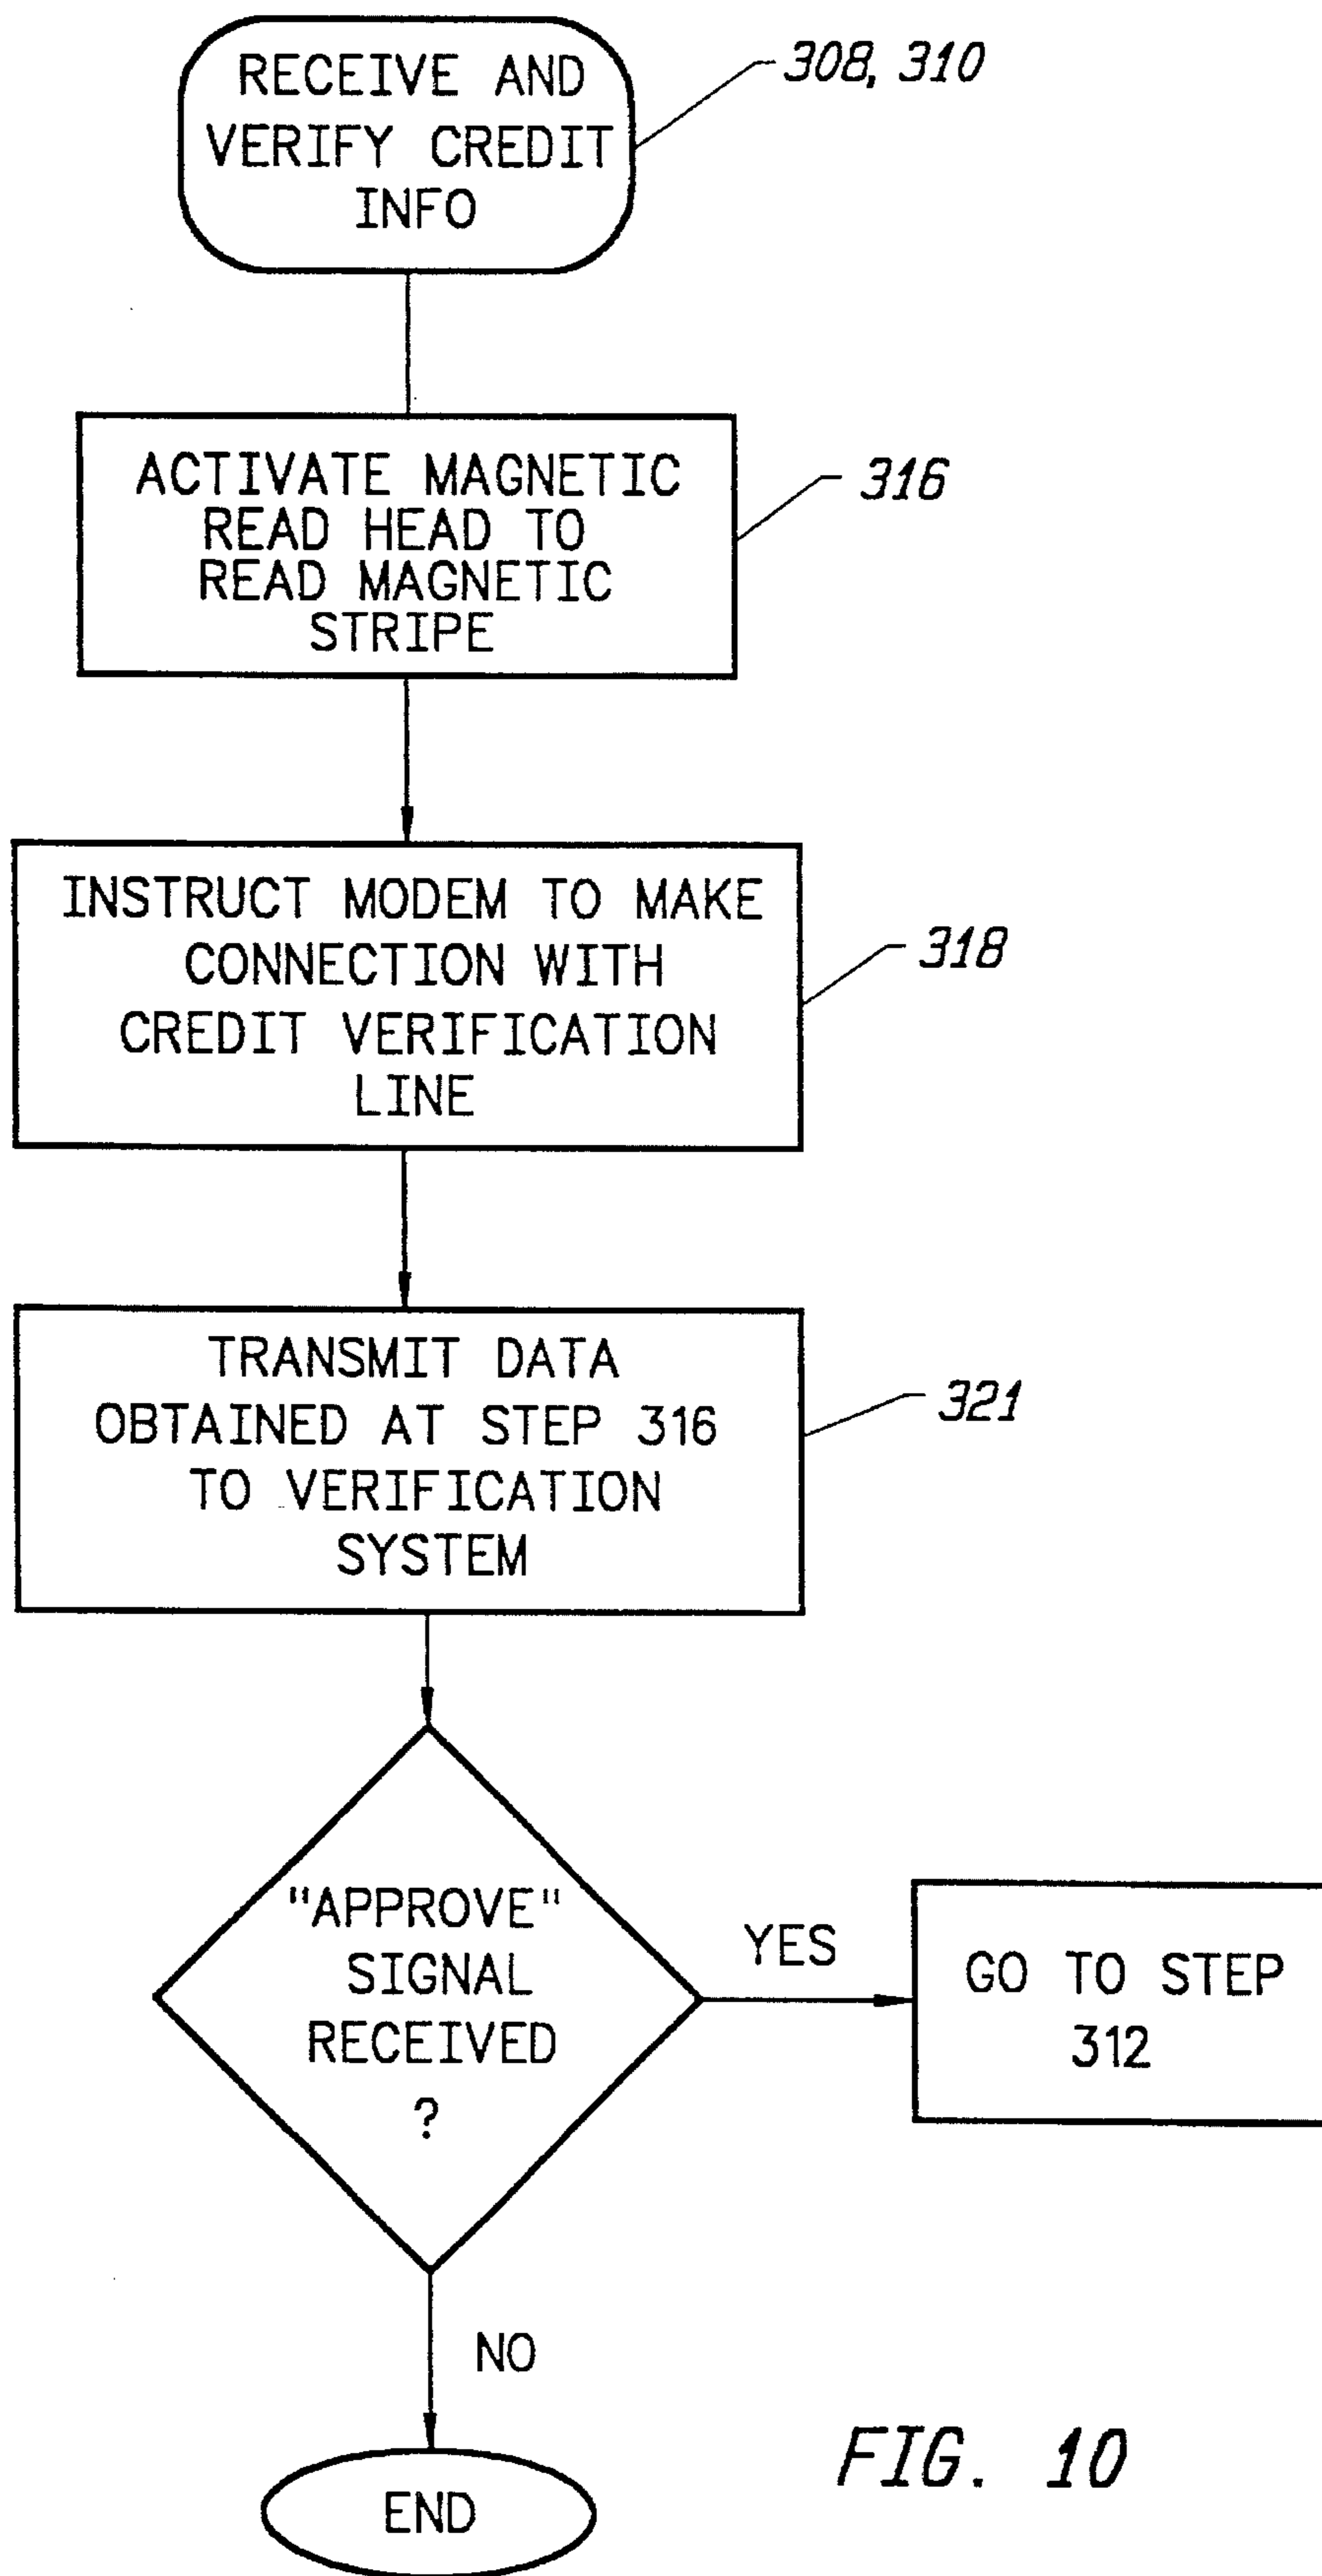 RECEIVE AND
VERIFY CREDIT
INFO
308, 310
ACTIVATE MAGNETIC
READ HEAD TO
READ MAGNETIC
STRIPE
316
INSTRUCT MODEM TO MAKE
CONNECTION WITH
CREDIT VERIFICATION
LINE
318
TRANSMIT DATA
OBTAINED AT STEP 316
TO VERIFICATION
SYSTEM
321
"APPROVE"
SIGNAL
RECEIVED
?
YES
GO TO STEP
312
NO
END
FIG. 10